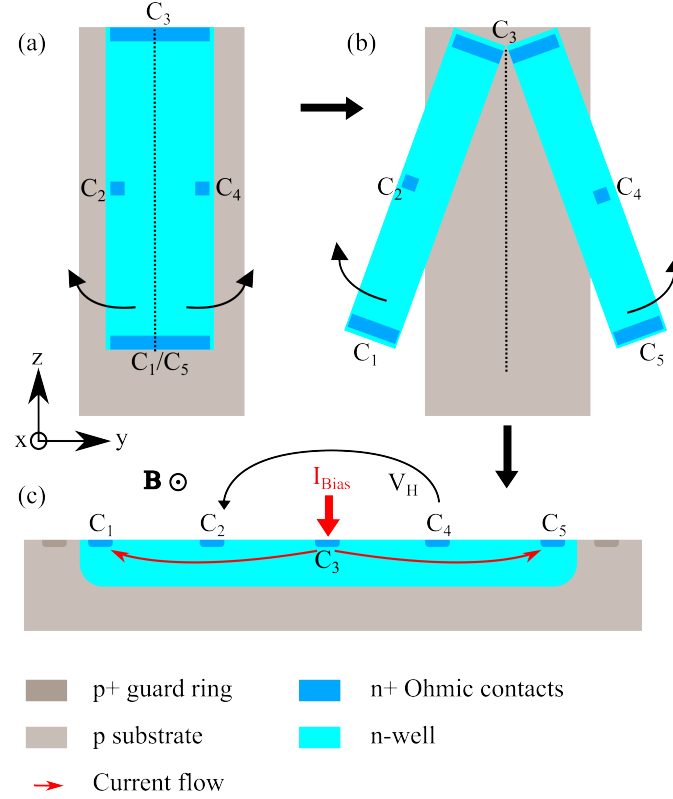 (a)
C3
C2
C4
C1/C5
z
x
y
(b)
C3
C2
C4
C1
C5
(c)
B
IBias
VH
C1
C2
C3
C4
C5
p+ guard ring
n+ Ohmic contacts
p substrate
n-well
Current flow